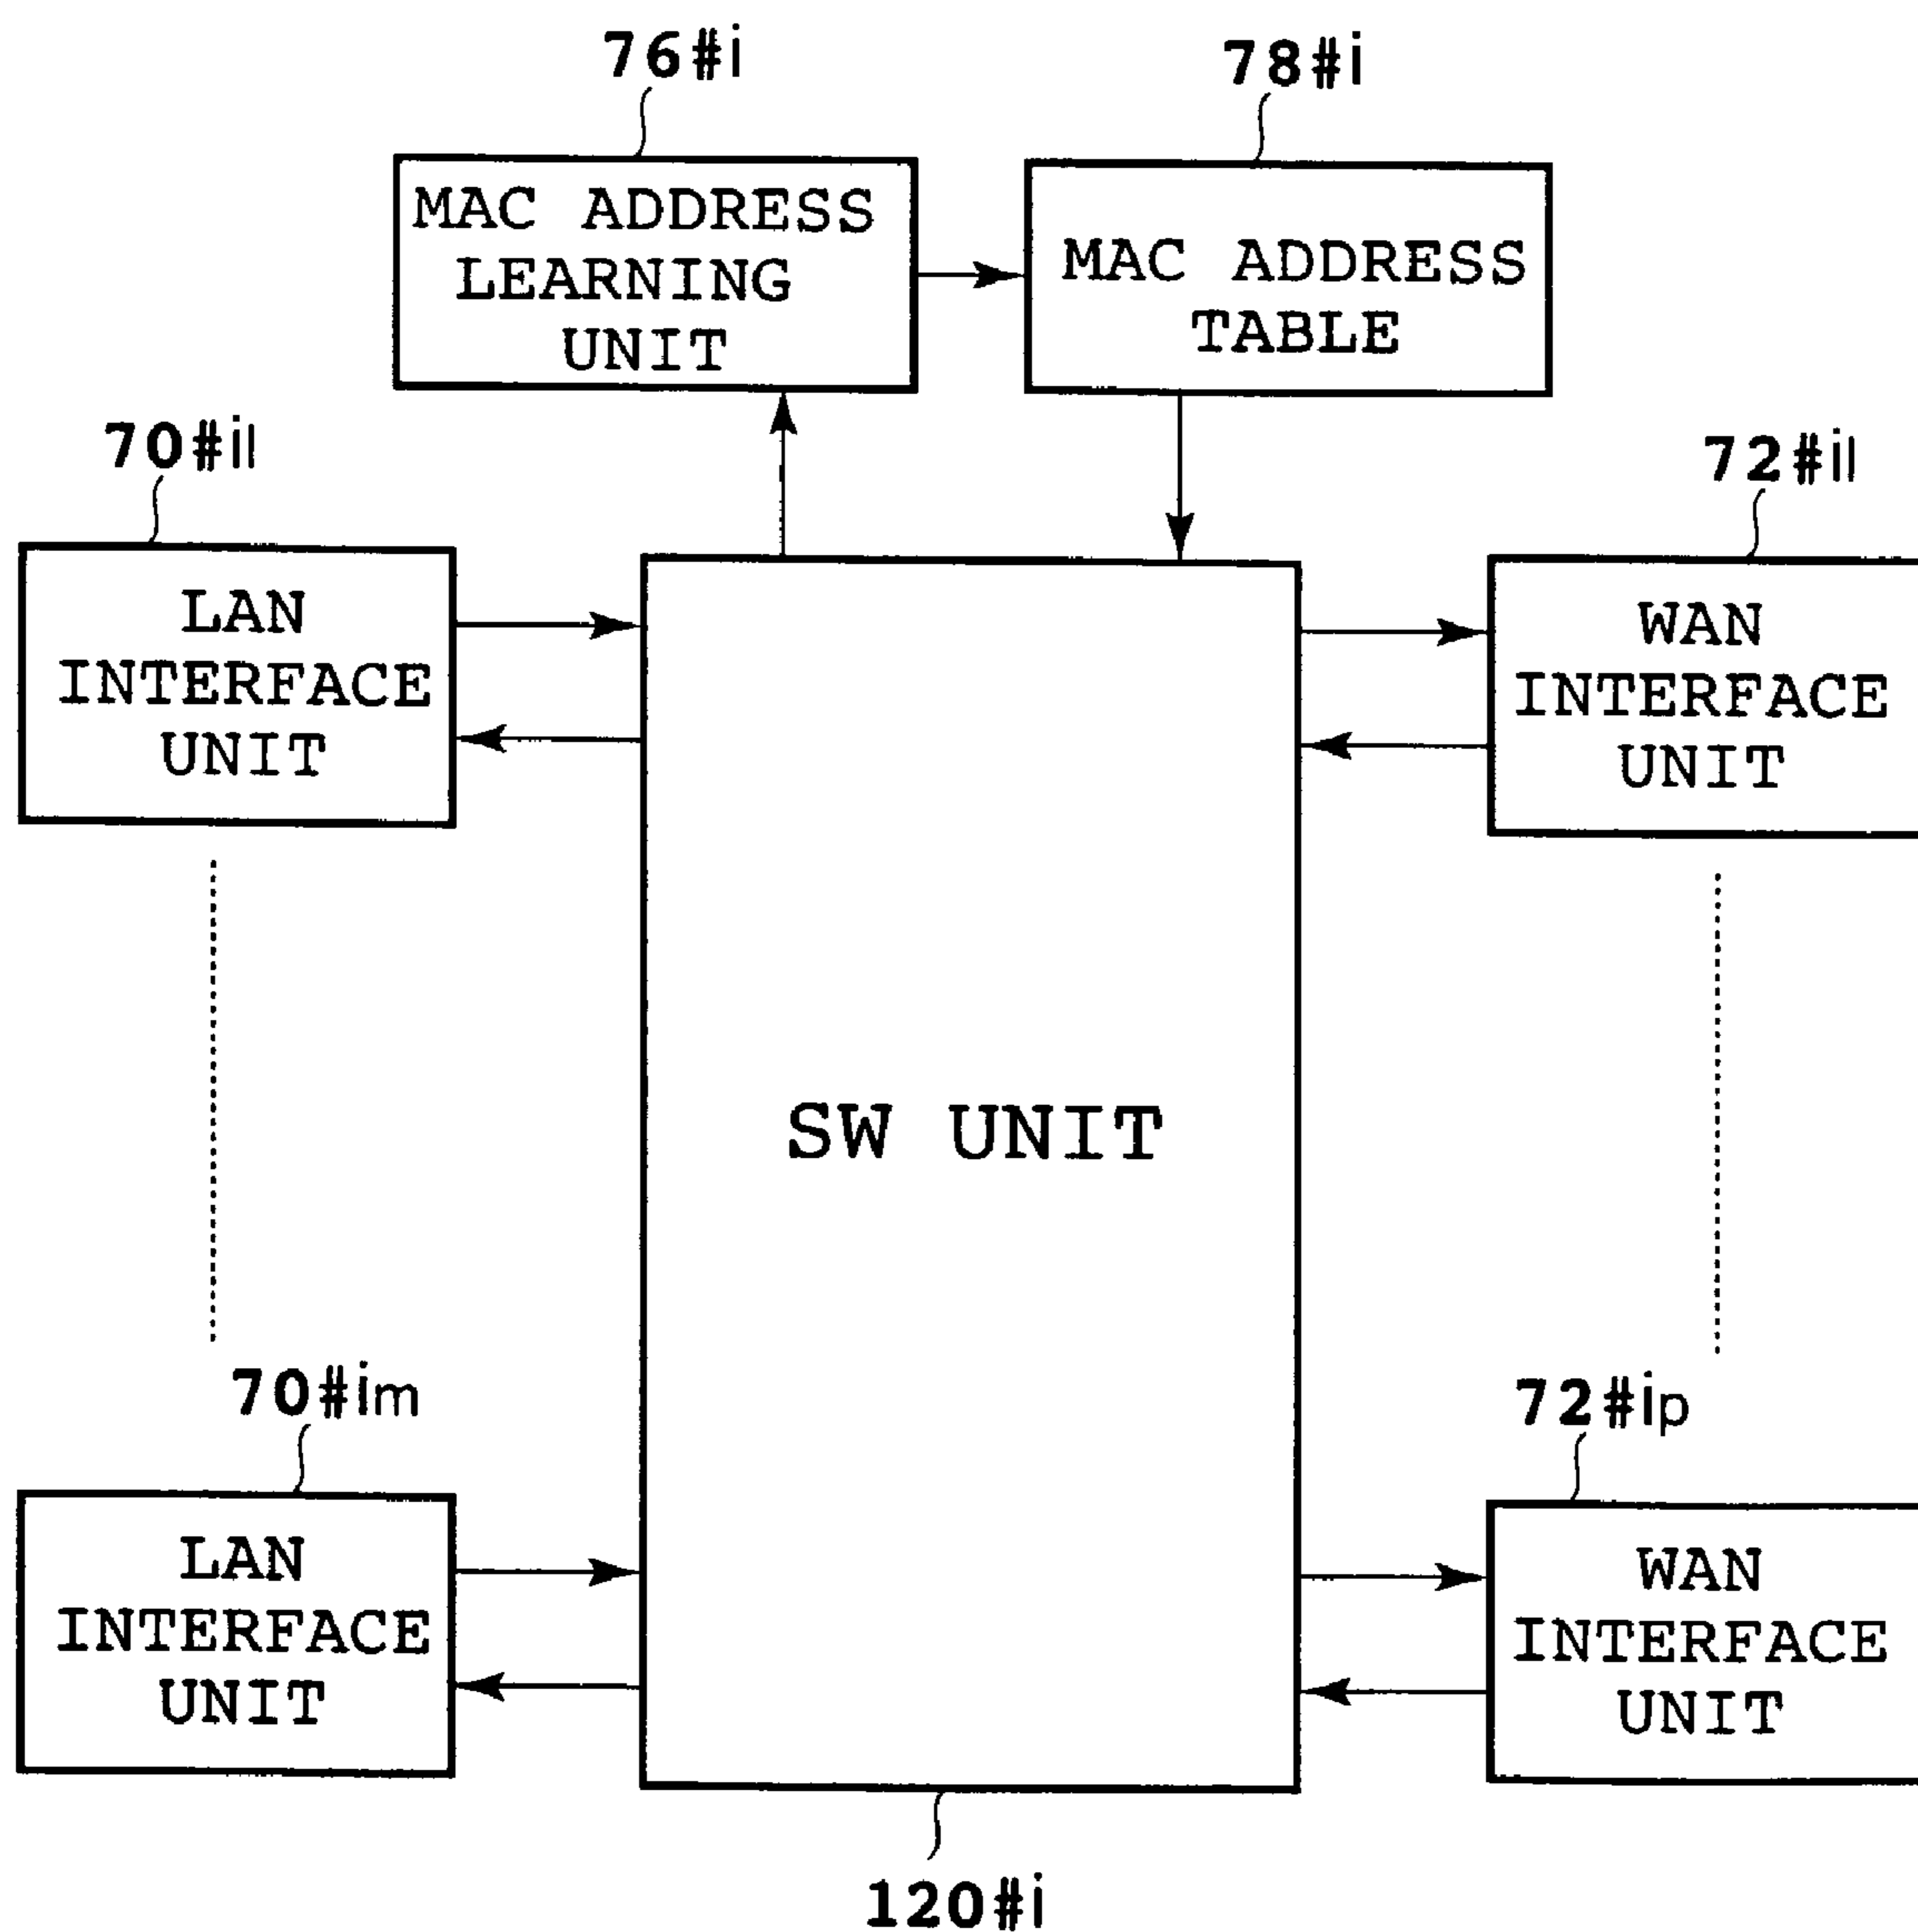 76#i
78#i
MAC ADDRESS
LEARNING
UNIT
MAC ADDRESS
TABLE
70#il
72#il
LAN
INTERFACE
UNIT
WAN
INTERFACE
UNIT
SW UNIT
70#im
72#ip
LAN
INTERFACE
UNIT
WAN
INTERFACE
UNIT
120#i